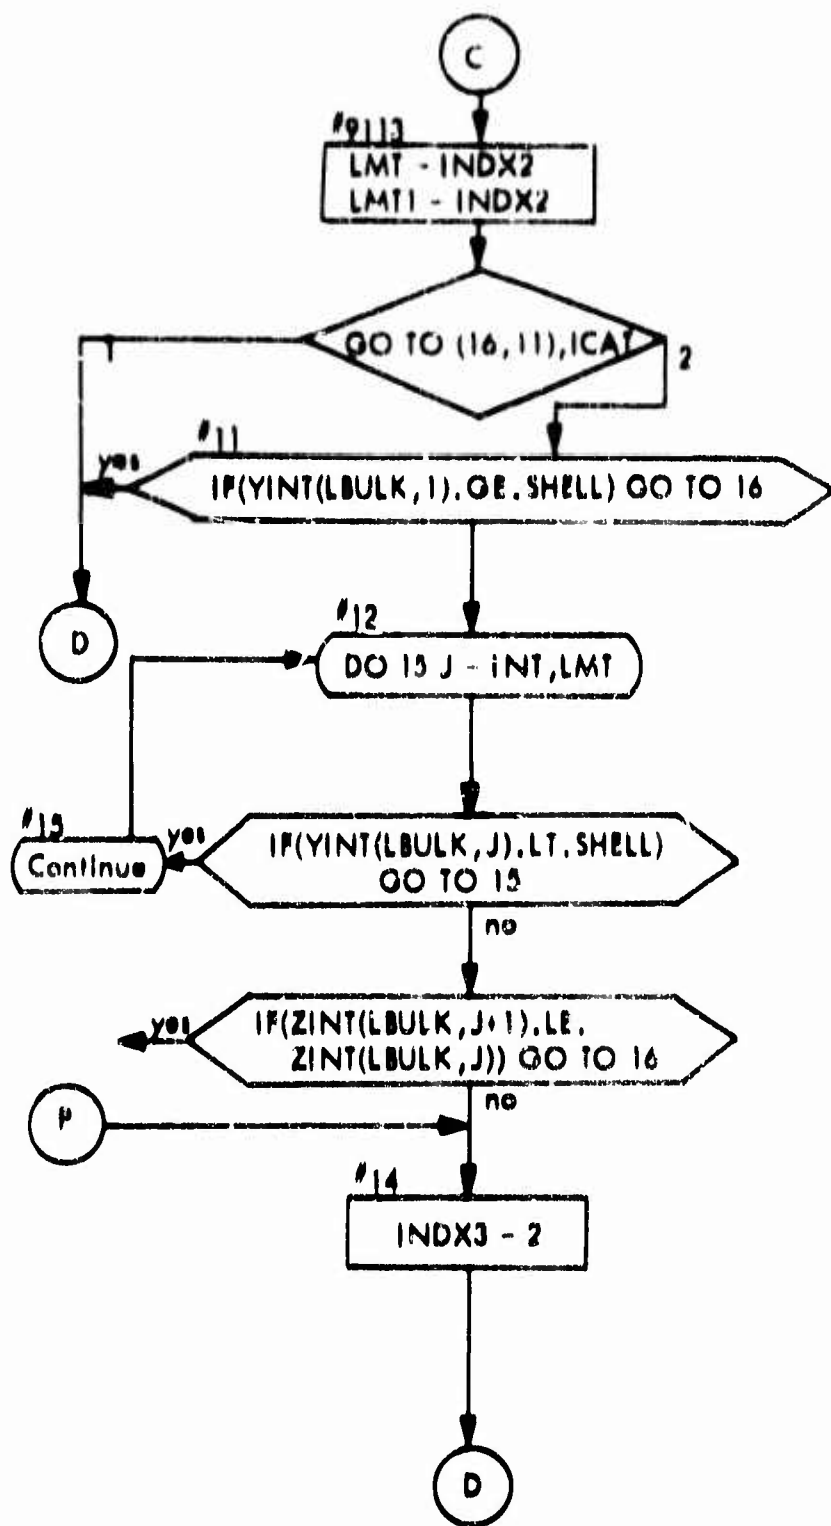 C
#9113
LMT - INDX2
LMT1 - INDX2
GO TO (16,11),ICAT
1
2
#11
yes
IF(YINT(LBULK,1).GE.SHELL) GO TO 16
D
#12
DO 15 J - INT,LMT
#15
Continue
yes
IF(YINT(LBULK,J).LT.SHELL)
GO TO 15
no
yes
IF(ZINT(LBULK,J+1).LE.
ZINT(LBULK,J)) GO TO 16
no
P
#14
INDX3 - 2
D